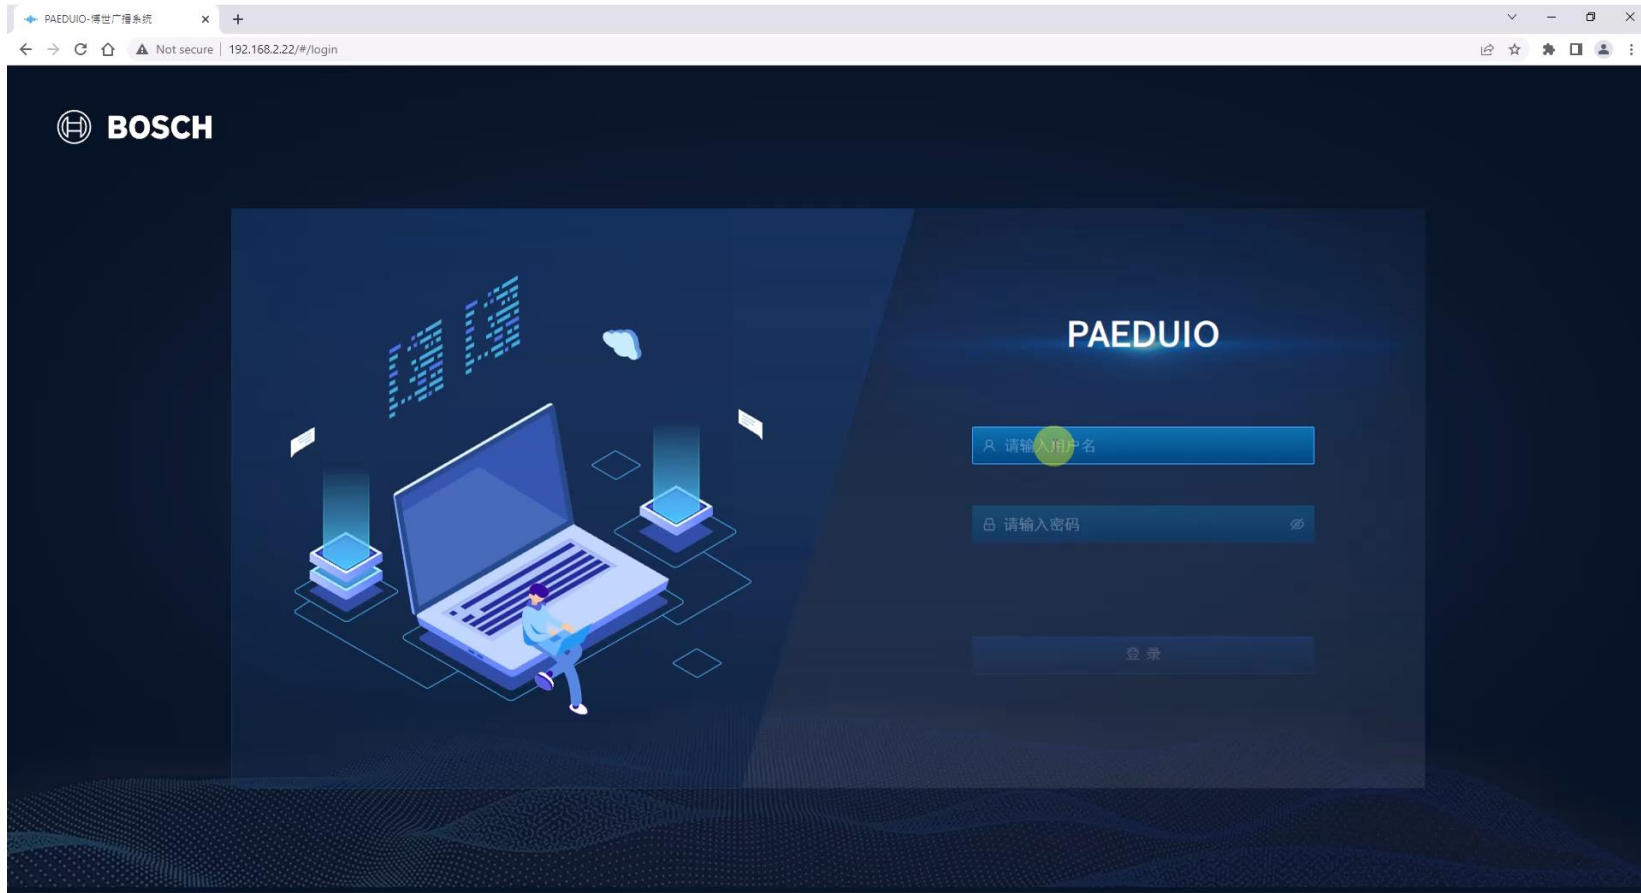 PAEDUIO-博世广播系统
Not secure 192.168.2.22/#/login
BOSCH
PAEDUIO
请输入用户名
请输入密码
登 录